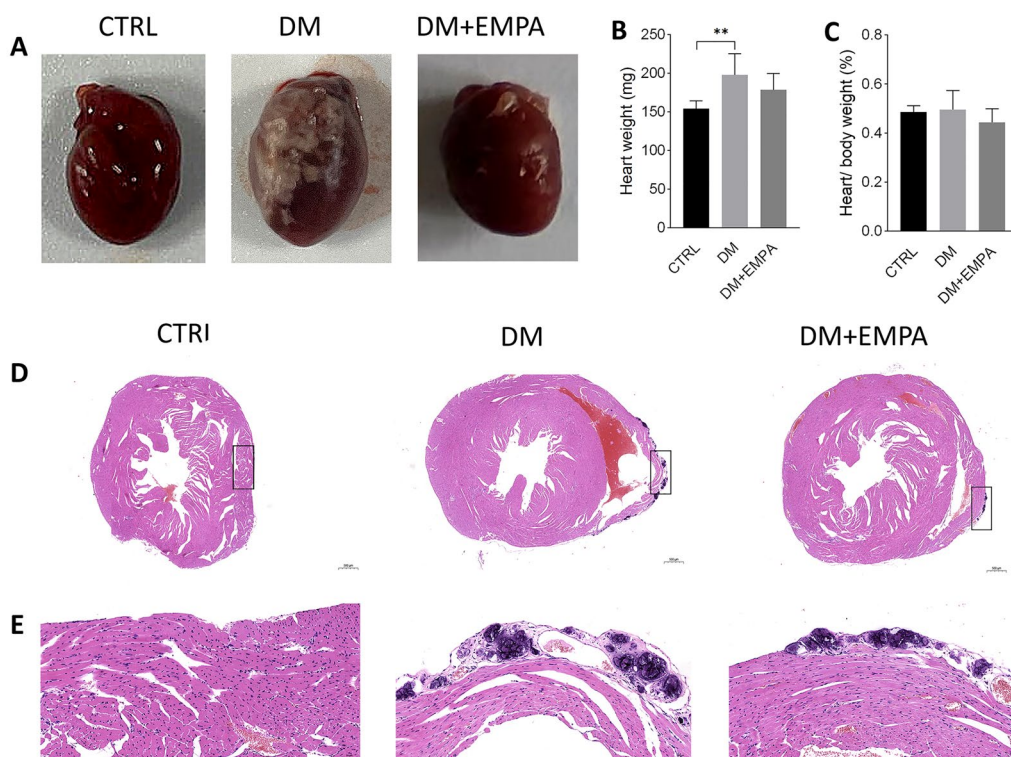 CTRL DM DM+EMPA
A
B
C
Heart weight (mg)
250
200
150
100
50
0
**
CTRL
DM
DM+EMPA
Heart/ body weight (%)
0.8
0.6
0.4
0.2
0.0
CTRL
DM
DM+EMPA
CTRI DM DM+EMPA
D
E